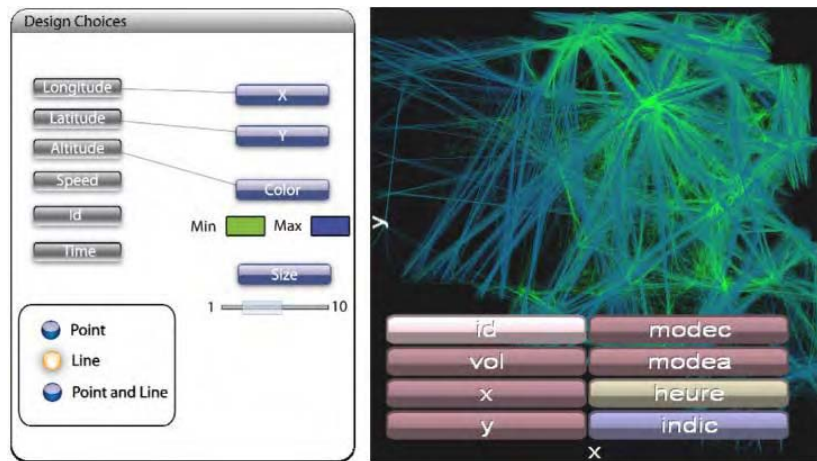 Design Choices
Longitude
X
Latitude
Y
Altitude
Speed
Color
Id
Min Max
Time
Size
1 10
Point
Line
Point and Line
y
id modec
vol modea
x heure
y indic
x